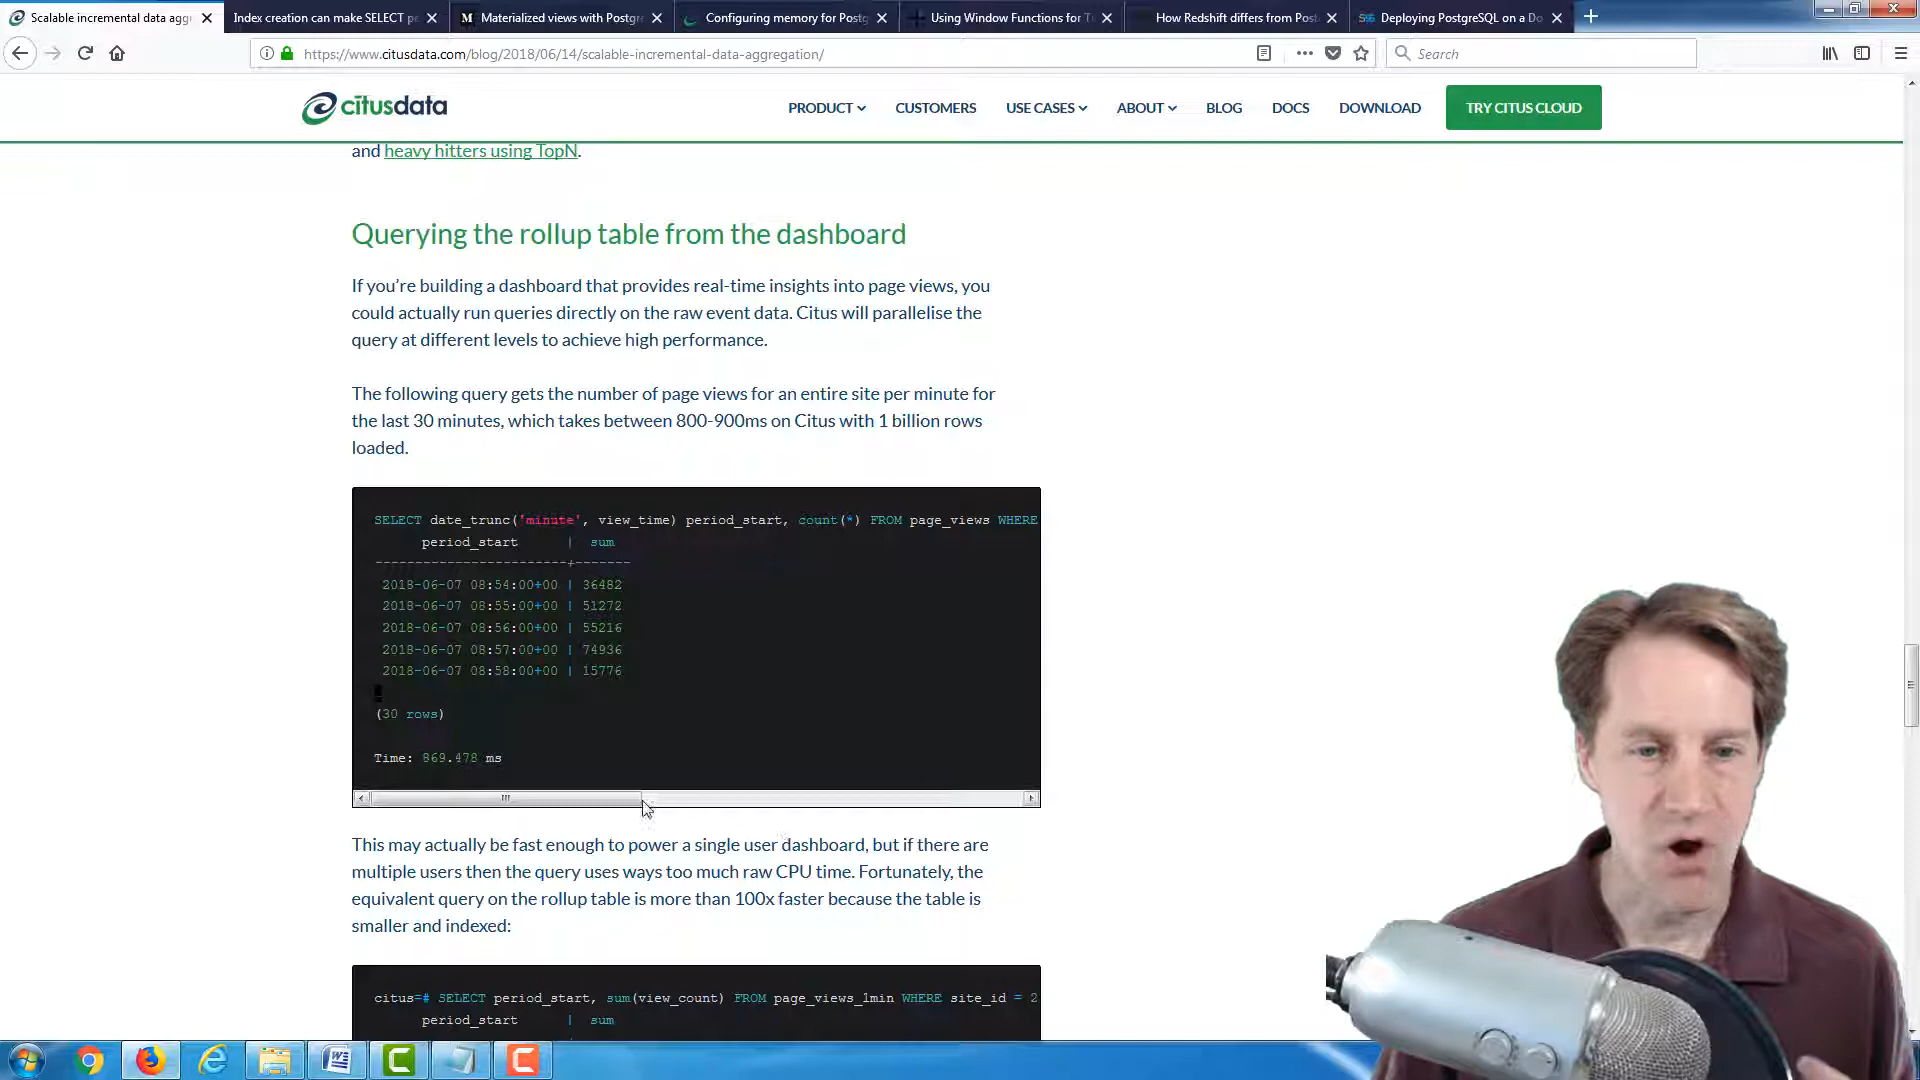 Scalable incremental data agg
Index creation can make SELECT pe
Materialized views with Postgre
Configuring memory for Postg
Using Window Functions for T
How Redshift differs from Post
Deploying PostgreSQL on a Do
https://www.citusdata.com/blog/2018/06/14/scalable-incremental-data-aggregation/
Search
citusdata
PRODUCT
CUSTOMERS
USE CASES
ABOUT
BLOG
DOCS
DOWNLOAD
TRY CITUS CLOUD
and heavy hitters using TopN.
Querying the rollup table from the dashboard
If you’re building a dashboard that provides real-time insights into page views, you
could actually run queries directly on the raw event data. Citus will parallelise the
query at different levels to achieve high performance.
The following query gets the number of page views for an entire site per minute for
the last 30 minutes, which takes between 800-900ms on Citus with 1 billion rows
loaded.
SELECT date_trunc('minute', view_time) period_start, count(*) FROM page_views WHERE
period_start | sum
------------------------+-------
2018-06-07 08:54:00+00 | 36482
2018-06-07 08:55:00+00 | 51272
2018-06-07 08:56:00+00 | 55216
2018-06-07 08:57:00+00 | 74936
2018-06-07 08:58:00+00 | 15776
(30 rows)
Time: 869.478 ms
This may actually be fast enough to power a single user dashboard, but if there are
multiple users then the query uses ways too much raw CPU time. Fortunately, the
equivalent query on the rollup table is more than 100x faster because the table is
smaller and indexed:
citus=# SELECT period_start, sum(view_count) FROM page_views_1min WHERE site_id = 2
period_start | sum